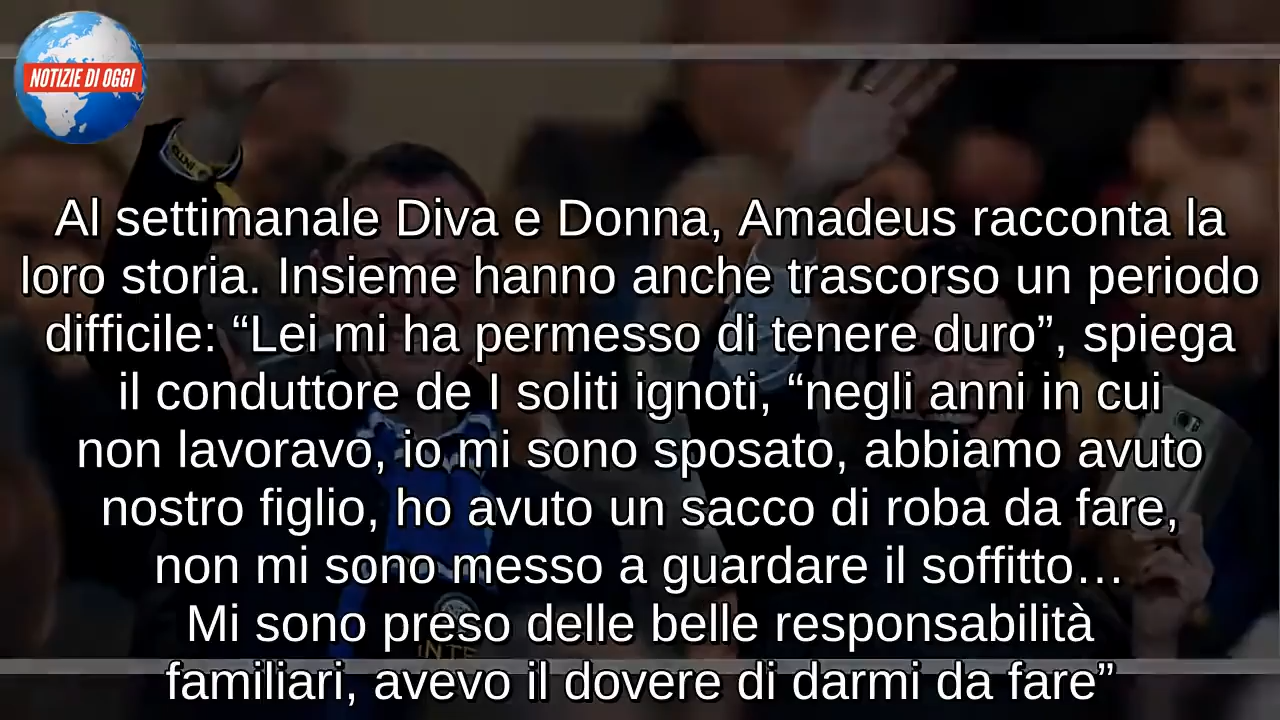 NOTIZIE DI OGGI
Al settimanale Diva e Donna, Amadeus racconta la
loro storia. Insieme hanno anche trascorso un periodo
difficile: “Lei mi ha permesso di tenere duro”, spiega
il conduttore de I soliti ignoti, “negli anni in cui
non lavoravo, io mi sono sposato, abbiamo avuto
nostro figlio, ho avuto un sacco di roba da fare,
non mi sono messo a guardare il soffitto…
Mi sono preso delle belle responsabilità
familiari, avevo il dovere di darmi da fare”
INTE